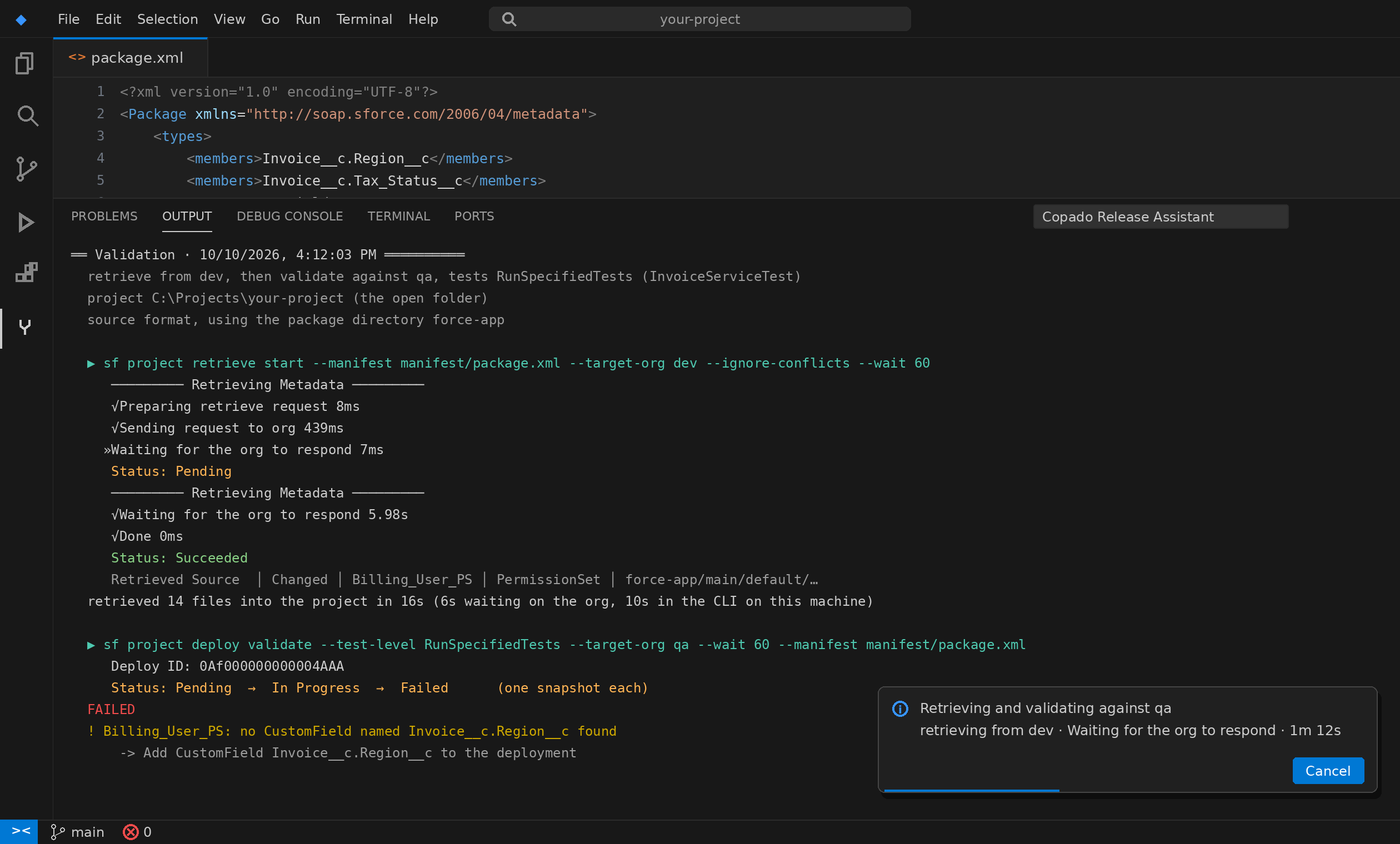 File Edit Selection View Go Run Terminal Help
your-project
<> package.xml
1 <?xml version="1.0" encoding="UTF-8"?>
2 <Package xmlns="http://soap.sforce.com/2006/04/metadata">
3 <types>
4 <members>Invoice__c.Region__c</members>
5 <members>Invoice__c.Tax_Status__c</members>
PROBLEMS OUTPUT DEBUG CONSOLE TERMINAL PORTS
Copado Release Assistant
══ Validation · 10/10/2026, 4:12:03 PM ══════════
retrieve from dev, then validate against qa, tests RunSpecifiedTests (InvoiceServiceTest)
project C:\Projects\your-project (the open folder)
source format, using the package directory force-app
▶ sf project retrieve start --manifest manifest/package.xml --target-org dev --ignore-conflicts --wait 60
───────── Retrieving Metadata ─────────
√Preparing retrieve request 8ms
√Sending request to org 439ms
»Waiting for the org to respond 7ms
Status: Pending
───────── Retrieving Metadata ─────────
√Waiting for the org to respond 5.98s
√Done 0ms
Status: Succeeded
Retrieved Source │ Changed │ Billing_User_PS │ PermissionSet │ force-app/main/default/…
retrieved 14 files into the project in 16s (6s waiting on the org, 10s in the CLI on this machine)
▶ sf project deploy validate --test-level RunSpecifiedTests --target-org qa --wait 60 --manifest manifest/package.xml
Deploy ID: 0Af000000000004AAA
Status: Pending → In Progress → Failed (one snapshot each)
FAILED
! Billing_User_PS: no CustomField named Invoice__c.Region__c found
-> Add CustomField Invoice__c.Region__c to the deployment
Retrieving and validating against qa
retrieving from dev · Waiting for the org to respond · 1m 12s
Cancel
>< main 0